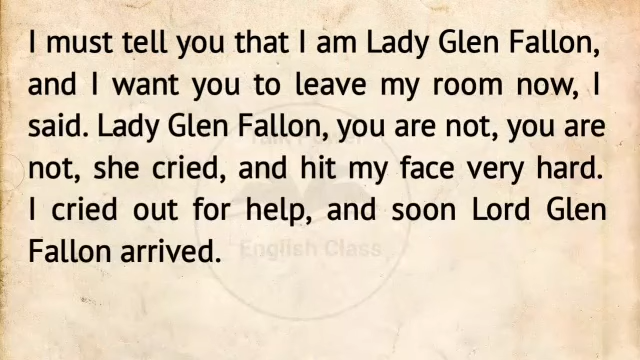 I must tell you that I am Lady Glen Fallon,
and I want you to leave my room now, I
said. Lady Glen Fallon, you are not, you are
not, she cried, and hit my face very hard.
I cried out for help, and soon Lord Glen
Fallon arrived.
English Class